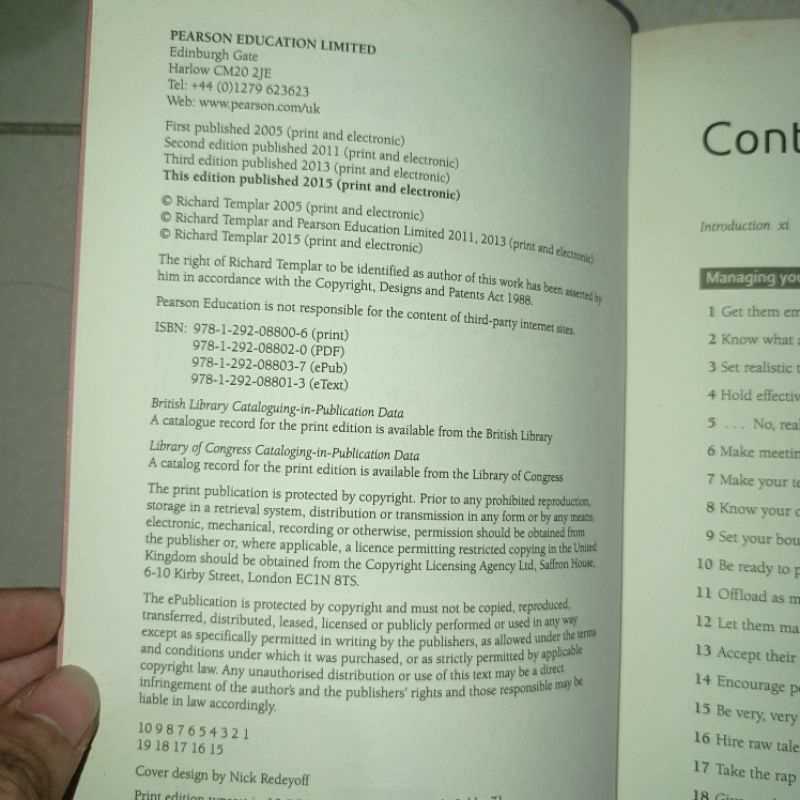 PEARSON EDUCATION LIMITED
Edinburgh Gate
Harlow CM20 2JE
Tel: +44 (0)1279 623623
Web: www.pearson.com/uk
First published 2005 (print and electronic)
Second edition published 2011 (print and electronic)
Third edition published 2013 (print and electronic)
This edition published 2015 (print and electronic)
© Richard Templar 2005 (print and electronic)
© Richard Templar and Pearson Education Limited 2011, 2013 (print and electronic)
© Richard Templar 2015 (print and electronic)
The right of Richard Templar to be identified as author of this work has been asserted by
him in accordance with the Copyright, Designs and Patents Act 1988.
Pearson Education is not responsible for the content of third-party internet sites.
ISBN: 978-1-292-08800-6 (print)
978-1-292-08802-0 (PDF)
978-1-292-08803-7 (ePub)
978-1-292-08801-3 (eText)
British Library Cataloguing-in-Publication Data
A catalogue record for the print edition is available from the British Library
Library of Congress Cataloging-in-Publication Data
A catalog record for the print edition is available from the Library of Congress
The print publication is protected by copyright. Prior to any prohibited reproduction,
storage in a retrieval system, distribution or transmission in any form or by any means,
electronic, mechanical, recording or otherwise, permission should be obtained from
the publisher or, where applicable, a licence permitting restricted copying in the United
Kingdom should be obtained from the Copyright Licensing Agency Ltd, Saffron House,
6-10 Kirby Street, London EC1N 8TS.
The ePublication is protected by copyright and must not be copied, reproduced,
transferred, distributed, leased, licensed or publicly performed or used in any way
except as specifically permitted in writing by the publishers, as allowed under the terms
and conditions under which it was purchased, or as strictly permitted by applicable
copyright law. Any unauthorised distribution or use of this text may be a direct
infringement of the author's and the publishers' rights and those responsible may be
liable in law accordingly.
10 9 8 7 6 5 4 3 2 1
19 18 17 16 15
Cover design by Nick Redeyoff
Print edition
Cont
Introduction xi
Managing you
1 Get them em
2 Know what a
3 Set realistic t
4 Hold effectiv
5 ... No, real
6 Make meetin
7 Make your te
8 Know your o
9 Set your bou
10 Be ready to p
11 Offload as m
12 Let them ma
13 Accept their
14 Encourage pe
15 Be very, very
16 Hire raw tale
17 Take the rap
18